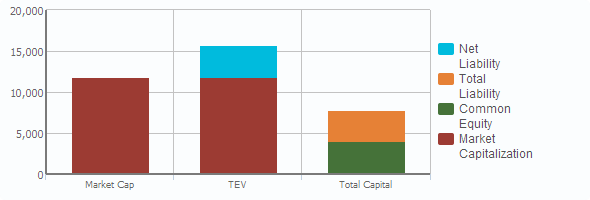 20,000
15,000
10,000
5,000
0
Market Cap
TEV
Total Capital
Net
Liability
Total
Liability
Common
Equity
Market
Capitalization